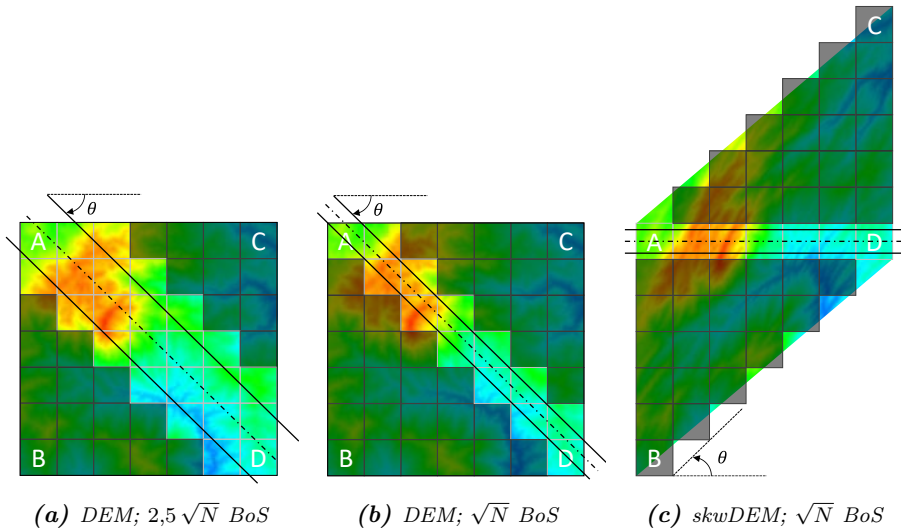 C
θ
θ
A
C
A
C
A
D
B
D
B
D
B
θ
(a) DEM; 2,5 √N BoS
(b) DEM; √N BoS
(c) skwDEM; √N BoS